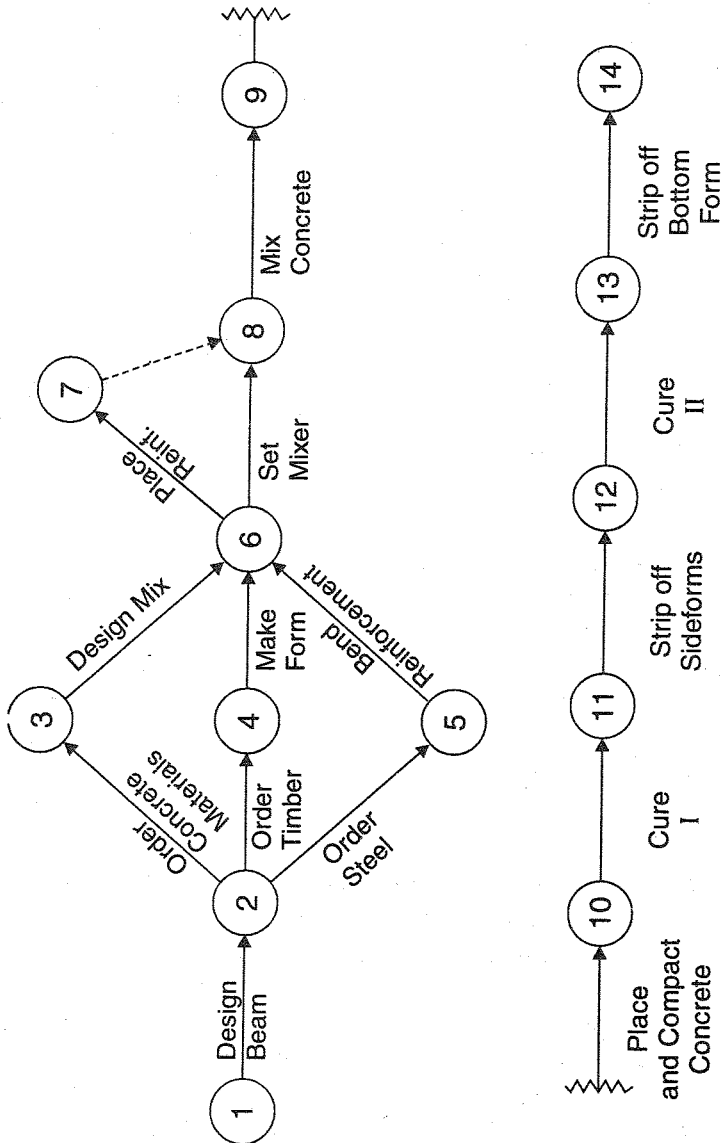 1
Design
Beam
2
Order
Concrete
Materials
3
Design Mix
Order
Timber
4
Make
Form
Order
Steel
5
Bend
Reinforcement
6
Place
Reinf.
7
Set
Mixer
8
Mix
Concrete
9
Place
and Compact
Concrete
10
Cure
I
11
Strip off
Sideforms
12
Cure
II
13
Strip off
Bottom
Form
14